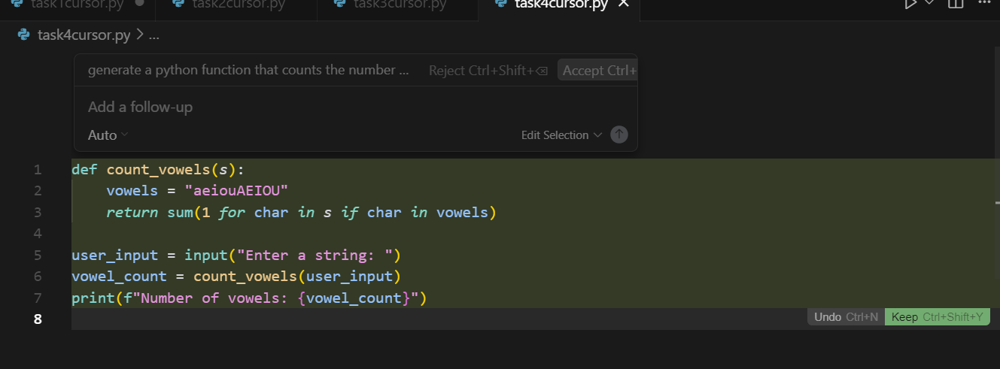 task1cursor.py task2cursor.py task3cursor.py task4cursor.py
task4cursor.py > ...
generate a python function that counts the number ... Reject Ctrl+Shift+⌫ Accept Ctrl+
Add a follow-up
Auto Edit Selection
1 def count_vowels(s):
2     vowels = "aeiouAEIOU"
3     return sum(1 for char in s if char in vowels)
4
5 user_input = input("Enter a string: ")
6 vowel_count = count_vowels(user_input)
7 print(f"Number of vowels: {vowel_count}")
8
Undo Ctrl+N Keep Ctrl+Shift+Y